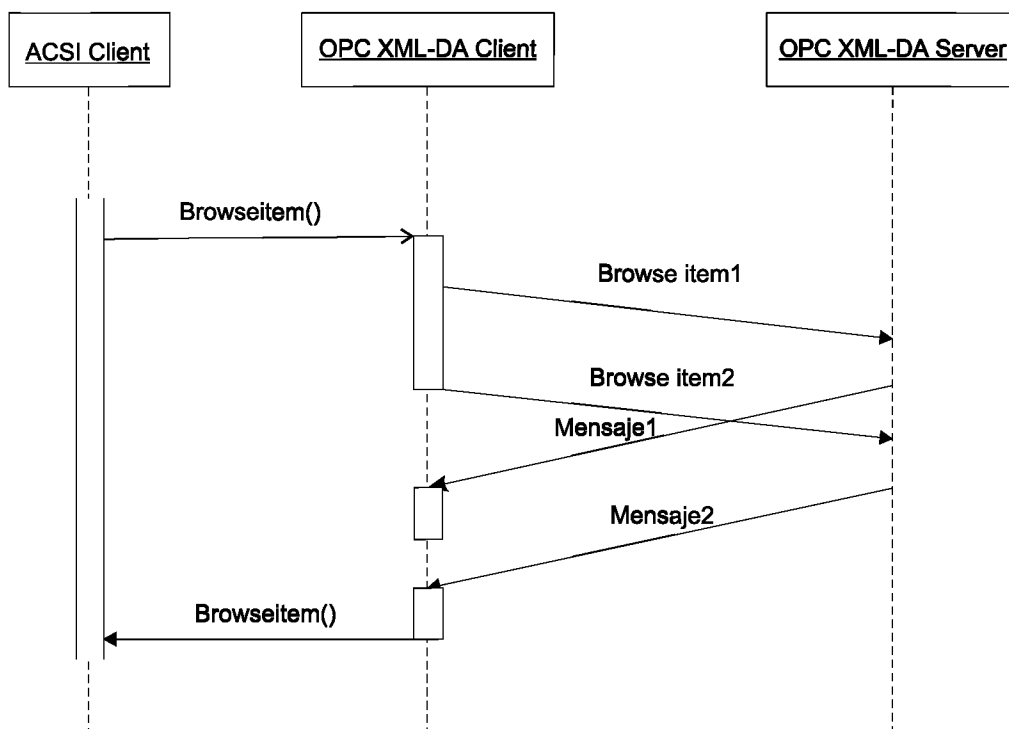 ACSI Client
OPC XML-DA Client
OPC XML-DA Server
Browseitem()
Browse item1
Browse item2
Mensaje1
Mensaje2
Browseitem()